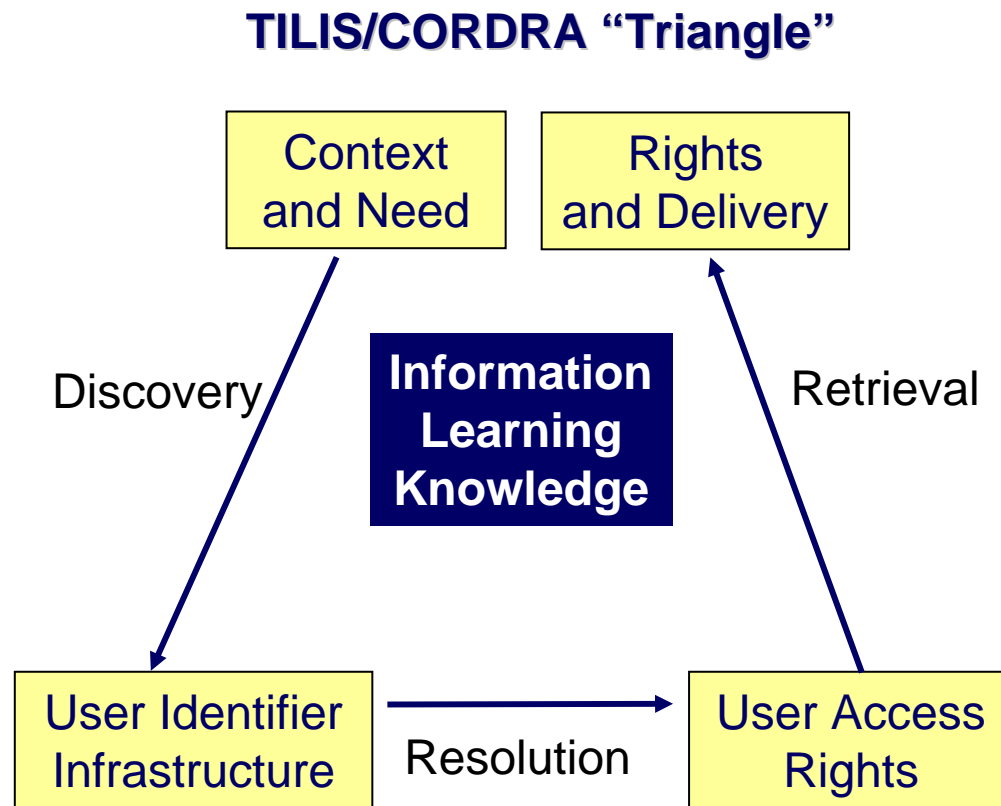 TILIS/CORDRA “Triangle”
Context
and Need
Rights
and Delivery
Discovery
Information
Learning
Knowledge
Retrieval
User Identifier
Infrastructure
Resolution
User Access
Rights